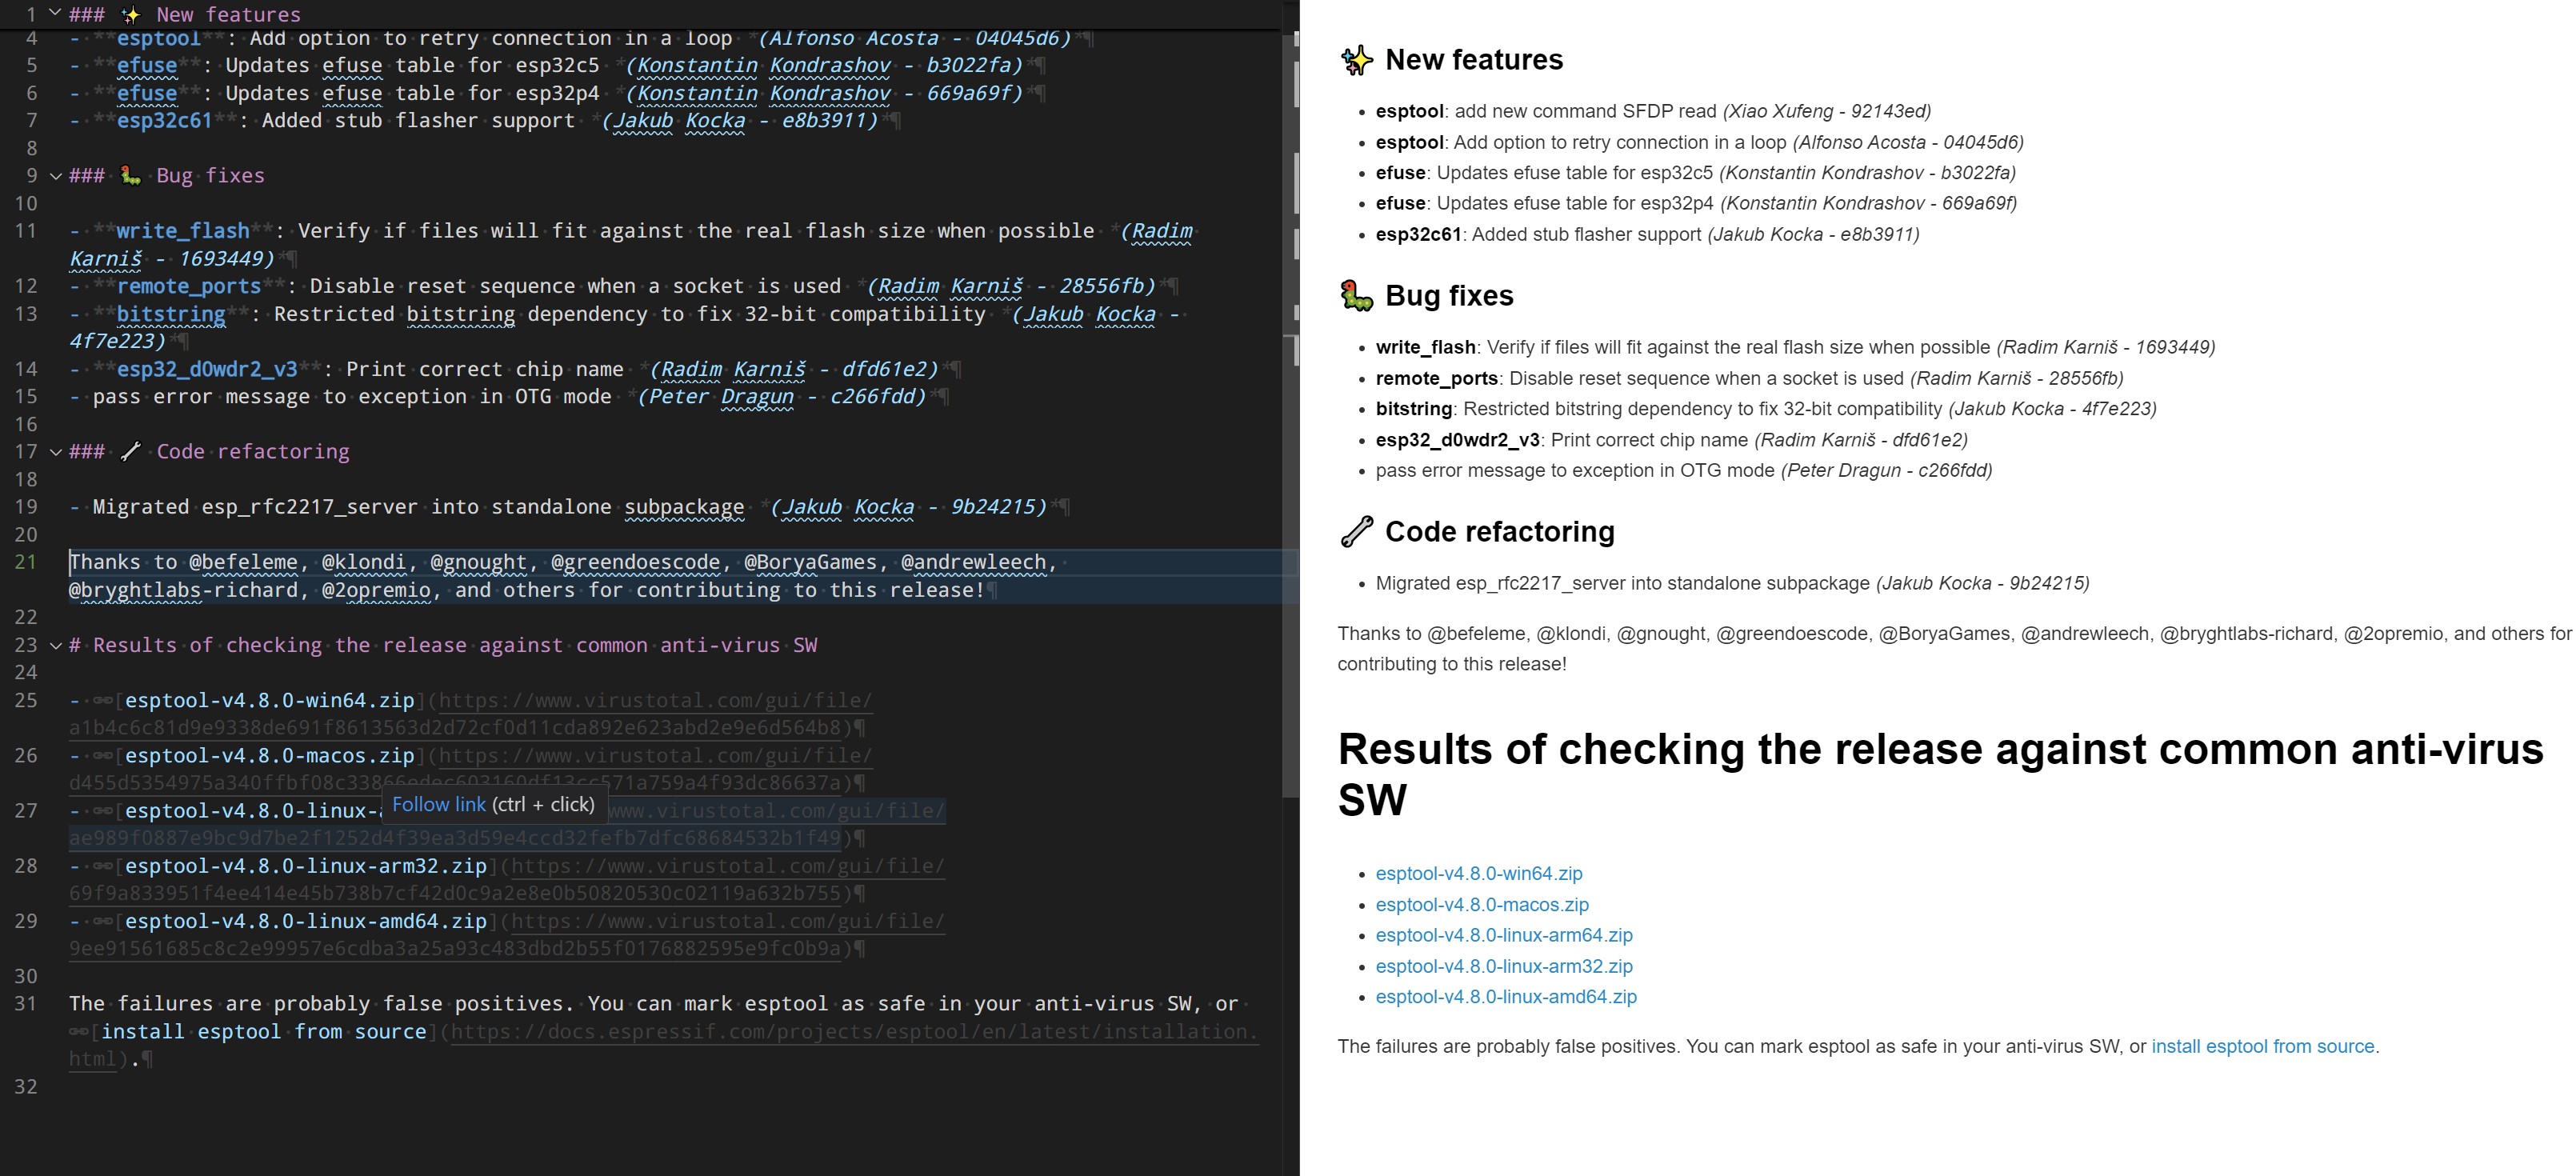 1 ### ✨ New features
4 - **esptool**: Add option to retry connection in a loop *(Alfonso Acosta - 04045d6)*¶
5 - **efuse**: Updates efuse table for esp32c5 *(Konstantin Kondrashov - b3022fa)*¶
6 - **efuse**: Updates efuse table for esp32p4 *(Konstantin Kondrashov - 669a69f)*¶
7 - **esp32c61**: Added stub flasher support *(Jakub Kocka - e8b3911)*¶
8
9 ### 🐛 Bug fixes
10
11 - **write_flash**: Verify if files will fit against the real flash size when possible *(Radim
Karniš - 1693449)*¶
12 - **remote_ports**: Disable reset sequence when a socket is used *(Radim Karniš - 28556fb)*¶
13 - **bitstring**: Restricted bitstring dependency to fix 32-bit compatibility *(Jakub Kocka -
4f7e223)*¶
14 - **esp32_d0wdr2_v3**: Print correct chip name *(Radim Karniš - dfd61e2)*¶
15 - pass error message to exception in OTG mode *(Peter Dragun - c266fdd)*¶
16
17 ### 🔧 Code refactoring
18
19 - Migrated esp_rfc2217_server into standalone subpackage *(Jakub Kocka - 9b24215)*¶
20
21 Thanks to @befeleme, @klondi, @gnought, @greendoescode, @BoryaGames, @andrewleech,
@bryghtlabs-richard, @2opremio, and others for contributing to this release!¶
22
23 # Results of checking the release against common anti-virus SW
24
25 - [esptool-v4.8.0-win64.zip](https://www.virustotal.com/gui/file/
a1b4c6c81d9e9338de691f8613563d2d72cf0d11cda892e623abd2e9e6d564b8)¶
26 - [esptool-v4.8.0-macos.zip](https://www.virustotal.com/gui/file/
571a759a4f93dc86637a)¶
Follow link (ctrl + click)
27 - [esptool-v4.8.0-linux-a www.virustotal.com/gui/file/
ae989f0887e9bc9d7be2f1252d4f39ea3d59e4ccd32fefb7dfc68684532b1f49)¶
28 - [esptool-v4.8.0-linux-arm32.zip](https://www.virustotal.com/gui/file/
69f9a833951f4ee414e45b738b7cf42d0c9a2e8e0b50820530c02119a632b755)¶
29 - [esptool-v4.8.0-linux-amd64.zip](https://www.virustotal.com/gui/file/
9ee91561685c8c2e99957e6cdba3a25a93c483dbd2b55f0176882595e9fc0b9a)¶
30
31 The failures are probably false positives. You can mark esptool as safe in your anti-virus SW, or
[install esptool from source](https://docs.espressif.com/projects/esptool/en/latest/installation.
html).¶
32
✨ New features
• esptool: add new command SFDP read (Xiao Xufeng - 92143ed)
• esptool: Add option to retry connection in a loop (Alfonso Acosta - 04045d6)
• efuse: Updates efuse table for esp32c5 (Konstantin Kondrashov - b3022fa)
• efuse: Updates efuse table for esp32p4 (Konstantin Kondrashov - 669a69f)
• esp32c61: Added stub flasher support (Jakub Kocka - e8b3911)
🐛 Bug fixes
• write_flash: Verify if files will fit against the real flash size when possible (Radim Karniš - 1693449)
• remote_ports: Disable reset sequence when a socket is used (Radim Karniš - 28556fb)
• bitstring: Restricted bitstring dependency to fix 32-bit compatibility (Jakub Kocka - 4f7e223)
• esp32_d0wdr2_v3: Print correct chip name (Radim Karniš - dfd61e2)
• pass error message to exception in OTG mode (Peter Dragun - c266fdd)
🔧 Code refactoring
• Migrated esp_rfc2217_server into standalone subpackage (Jakub Kocka - 9b24215)
Thanks to @befeleme, @klondi, @gnought, @greendoescode, @BoryaGames, @andrewleech, @bryghtlabs-richard, @2opremio, and others for
contributing to this release!
Results of checking the release against common anti-virus
SW
• esptool-v4.8.0-win64.zip
• esptool-v4.8.0-macos.zip
• esptool-v4.8.0-linux-arm64.zip
• esptool-v4.8.0-linux-arm32.zip
• esptool-v4.8.0-linux-amd64.zip
The failures are probably false positives. You can mark esptool as safe in your anti-virus SW, or install esptool from source.